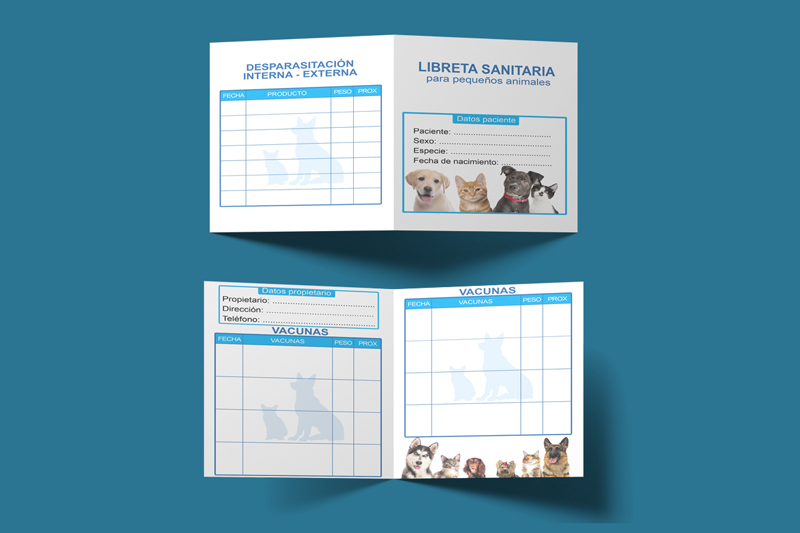 DESPARASITACIÓN
INTERNA - EXTERNA
FECHA PRODUCTO PESO PROX
LIBRETA SANITARIA
para pequeños animales
Datos paciente
Paciente: ................................
Sexo: ................................
Especie: ................................
Fecha de nacimiento: ................
Datos propietario
Propietario: ................................
Dirección: ................................
Teléfono: ................................
VACUNAS
FECHA VACUNAS PESO PROX
VACUNAS
FECHA VACUNAS PESO PROX